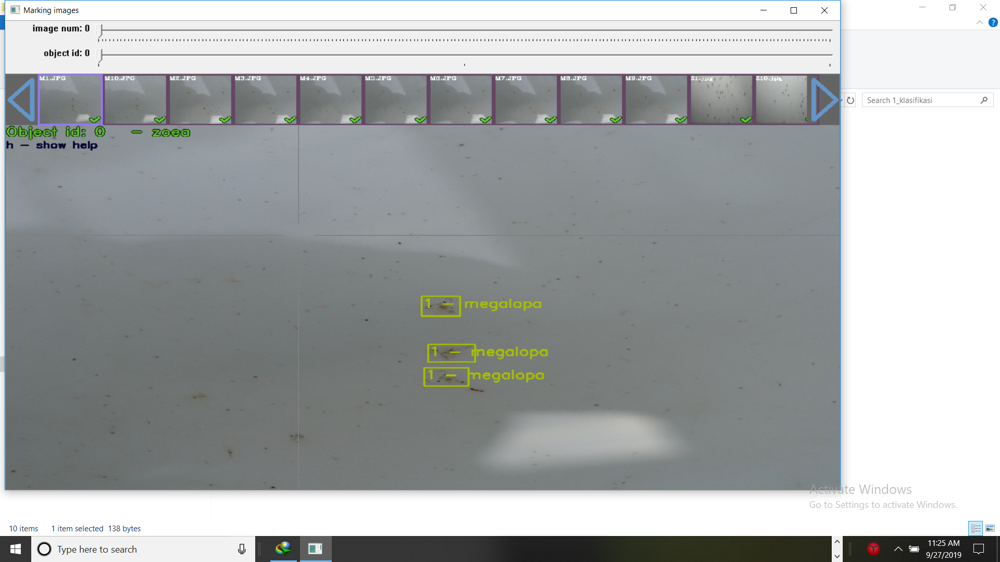 Marking images
image num: 0
object id: 0
M1.JPG M10.JPG M2.JPG M3.JPG M4.JPG M5.JPG M6.JPG M7.JPG M8.JPG M9.JPG Z1.jpg Z10.jpg
Search 1_klasifikasi
Object id: 0 - zoea
h - show help
1 - megalopa
1 - megalopa
1 - megalopa
Activate Windows
Go to Settings to activate Windows.
10 items 1 item selected 138 bytes
Type here to search
11:25 AM
9/27/2019